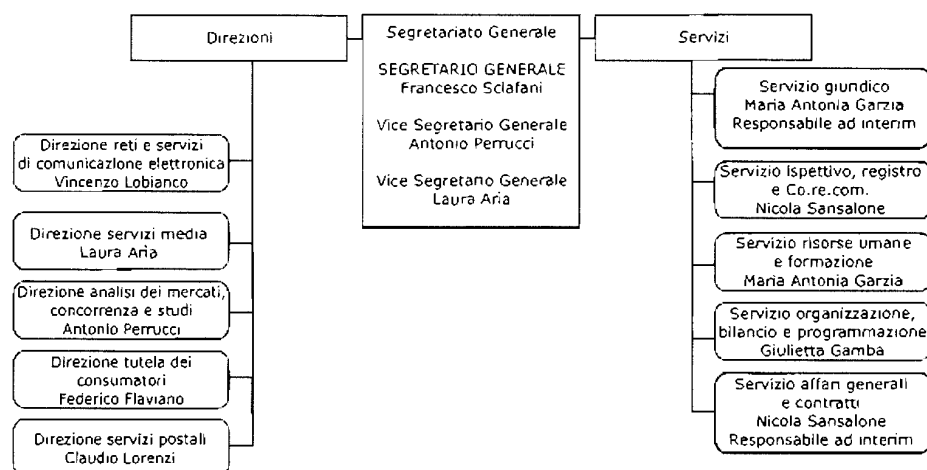 Direzioni
Segretariato Generale
SEGRETARIO GENERALE
Francesco Sclafani
Vice Segretario Generale
Antonio Perrucci
Vice Segretario Generale
Laura Aria
Servizi
Direzione reti e servizi
di comunicazione elettronica
Vincenzo Lobianco
Direzione servizi media
Laura Aria
Direzione analisi dei mercati,
concorrenza e studi
Antonio Perrucci
Direzione tutela dei
consumatori
Federico Flaviano
Direzione servizi postali
Claudio Lorenzi
Servizio giuridico
Maria Antonia Garzia
Responsabile ad interim
Servizio Ispettivo, registro
e Co.re.com.
Nicola Sansalone
Servizio risorse umane
e formazione
Maria Antonia Garzia
Servizio organizzazione,
bilancio e programmazione
Giulietta Gamba
Servizio affari generali
e contratti
Nicola Sansalone
Responsabile ad interim